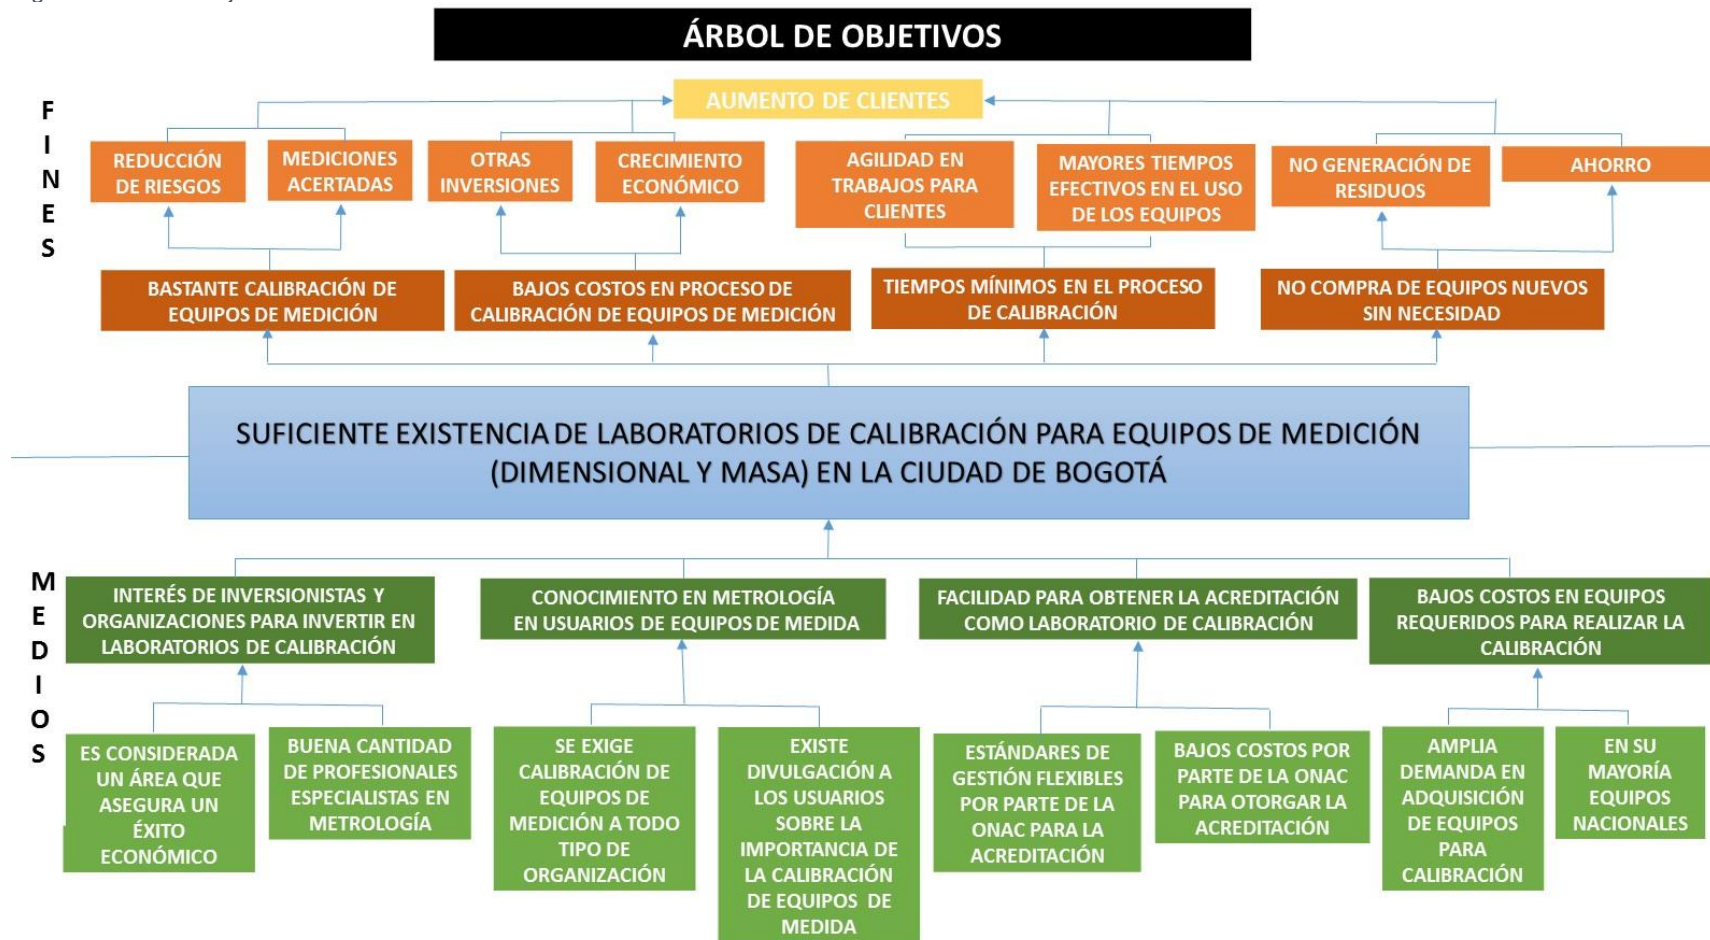 ÁRBOL DE OBJETIVOS
AUMENTO DE CLIENTES
F
I
N
E
S
REDUCCIÓN
DE RIESGOS
MEDICIONES
ACERTADAS
OTRAS
INVERSIONES
CRECIMIENTO
ECONÓMICO
AGILIDAD EN
TRABAJOS PARA
CLIENTES
MAYORES TIEMPOS
EFECTIVOS EN EL USO
DE LOS EQUIPOS
NO GENERACIÓN DE
RESIDUOS
AHORRO
BASTANTE CALIBRACIÓN DE
EQUIPOS DE MEDICIÓN
BAJOS COSTOS EN PROCESO DE
CALIBRACIÓN DE EQUIPOS DE MEDICIÓN
TIEMPOS MÍNIMOS EN EL PROCESO
DE CALIBRACIÓN
NO COMPRA DE EQUIPOS NUEVOS
SIN NECESIDAD
SUFICIENTE EXISTENCIA DE LABORATORIOS DE CALIBRACIÓN PARA EQUIPOS DE MEDICIÓN
(DIMENSIONAL Y MASA) EN LA CIUDAD DE BOGOTÁ
M
E
D
I
O
S
INTERÉS DE INVERSIONISTAS Y
ORGANIZACIONES PARA INVERTIR EN
LABORATORIOS DE CALIBRACIÓN
CONOCIMIENTO EN METROLOGÍA
EN USUARIOS DE EQUIPOS DE MEDIDA
FACILIDAD PARA OBTENER LA ACREDITACIÓN
COMO LABORATORIO DE CALIBRACIÓN
BAJOS COSTOS EN EQUIPOS
REQUERIDOS PARA REALIZAR LA
CALIBRACIÓN
ES CONSIDERADA
UN ÁREA QUE
ASEGURA UN
ÉXITO
ECONÓMICO
BUENA CANTIDAD
DE PROFESIONALES
ESPECIALISTAS EN
METROLOGÍA
SE EXIGE
CALIBRACIÓN DE
EQUIPOS DE
MEDICIÓN A TODO
TIPO DE
ORGANIZACIÓN
EXISTE
DIVULGACIÓN A
LOS USUARIOS
SOBRE LA
IMPORTANCIA DE
LA CALIBRACIÓN
DE EQUIPOS DE
MEDIDA
ESTÁNDARES DE
GESTIÓN FLEXIBLES
POR PARTE DE LA
ONAC PARA LA
ACREDITACIÓN
BAJOS COSTOS POR
PARTE DE LA ONAC
PARA OTORGAR LA
ACREDITACIÓN
AMPLIA
DEMANDA EN
ADQUISICIÓN
DE EQUIPOS
PARA
CALIBRACIÓN
EN SU
MAYORÍA
EQUIPOS
NACIONALES